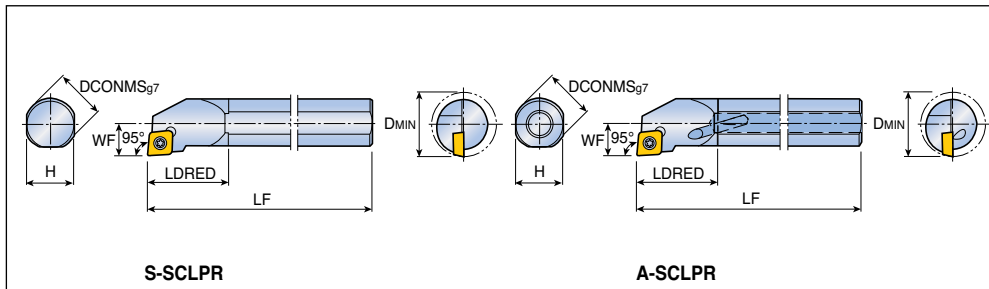 DCONMSg7
WF 95°
H
LDRED
LF
DMIN
S-SCLPR
DCONMSg7
WF 95°
H
LDRED
LF
DMIN
A-SCLPR